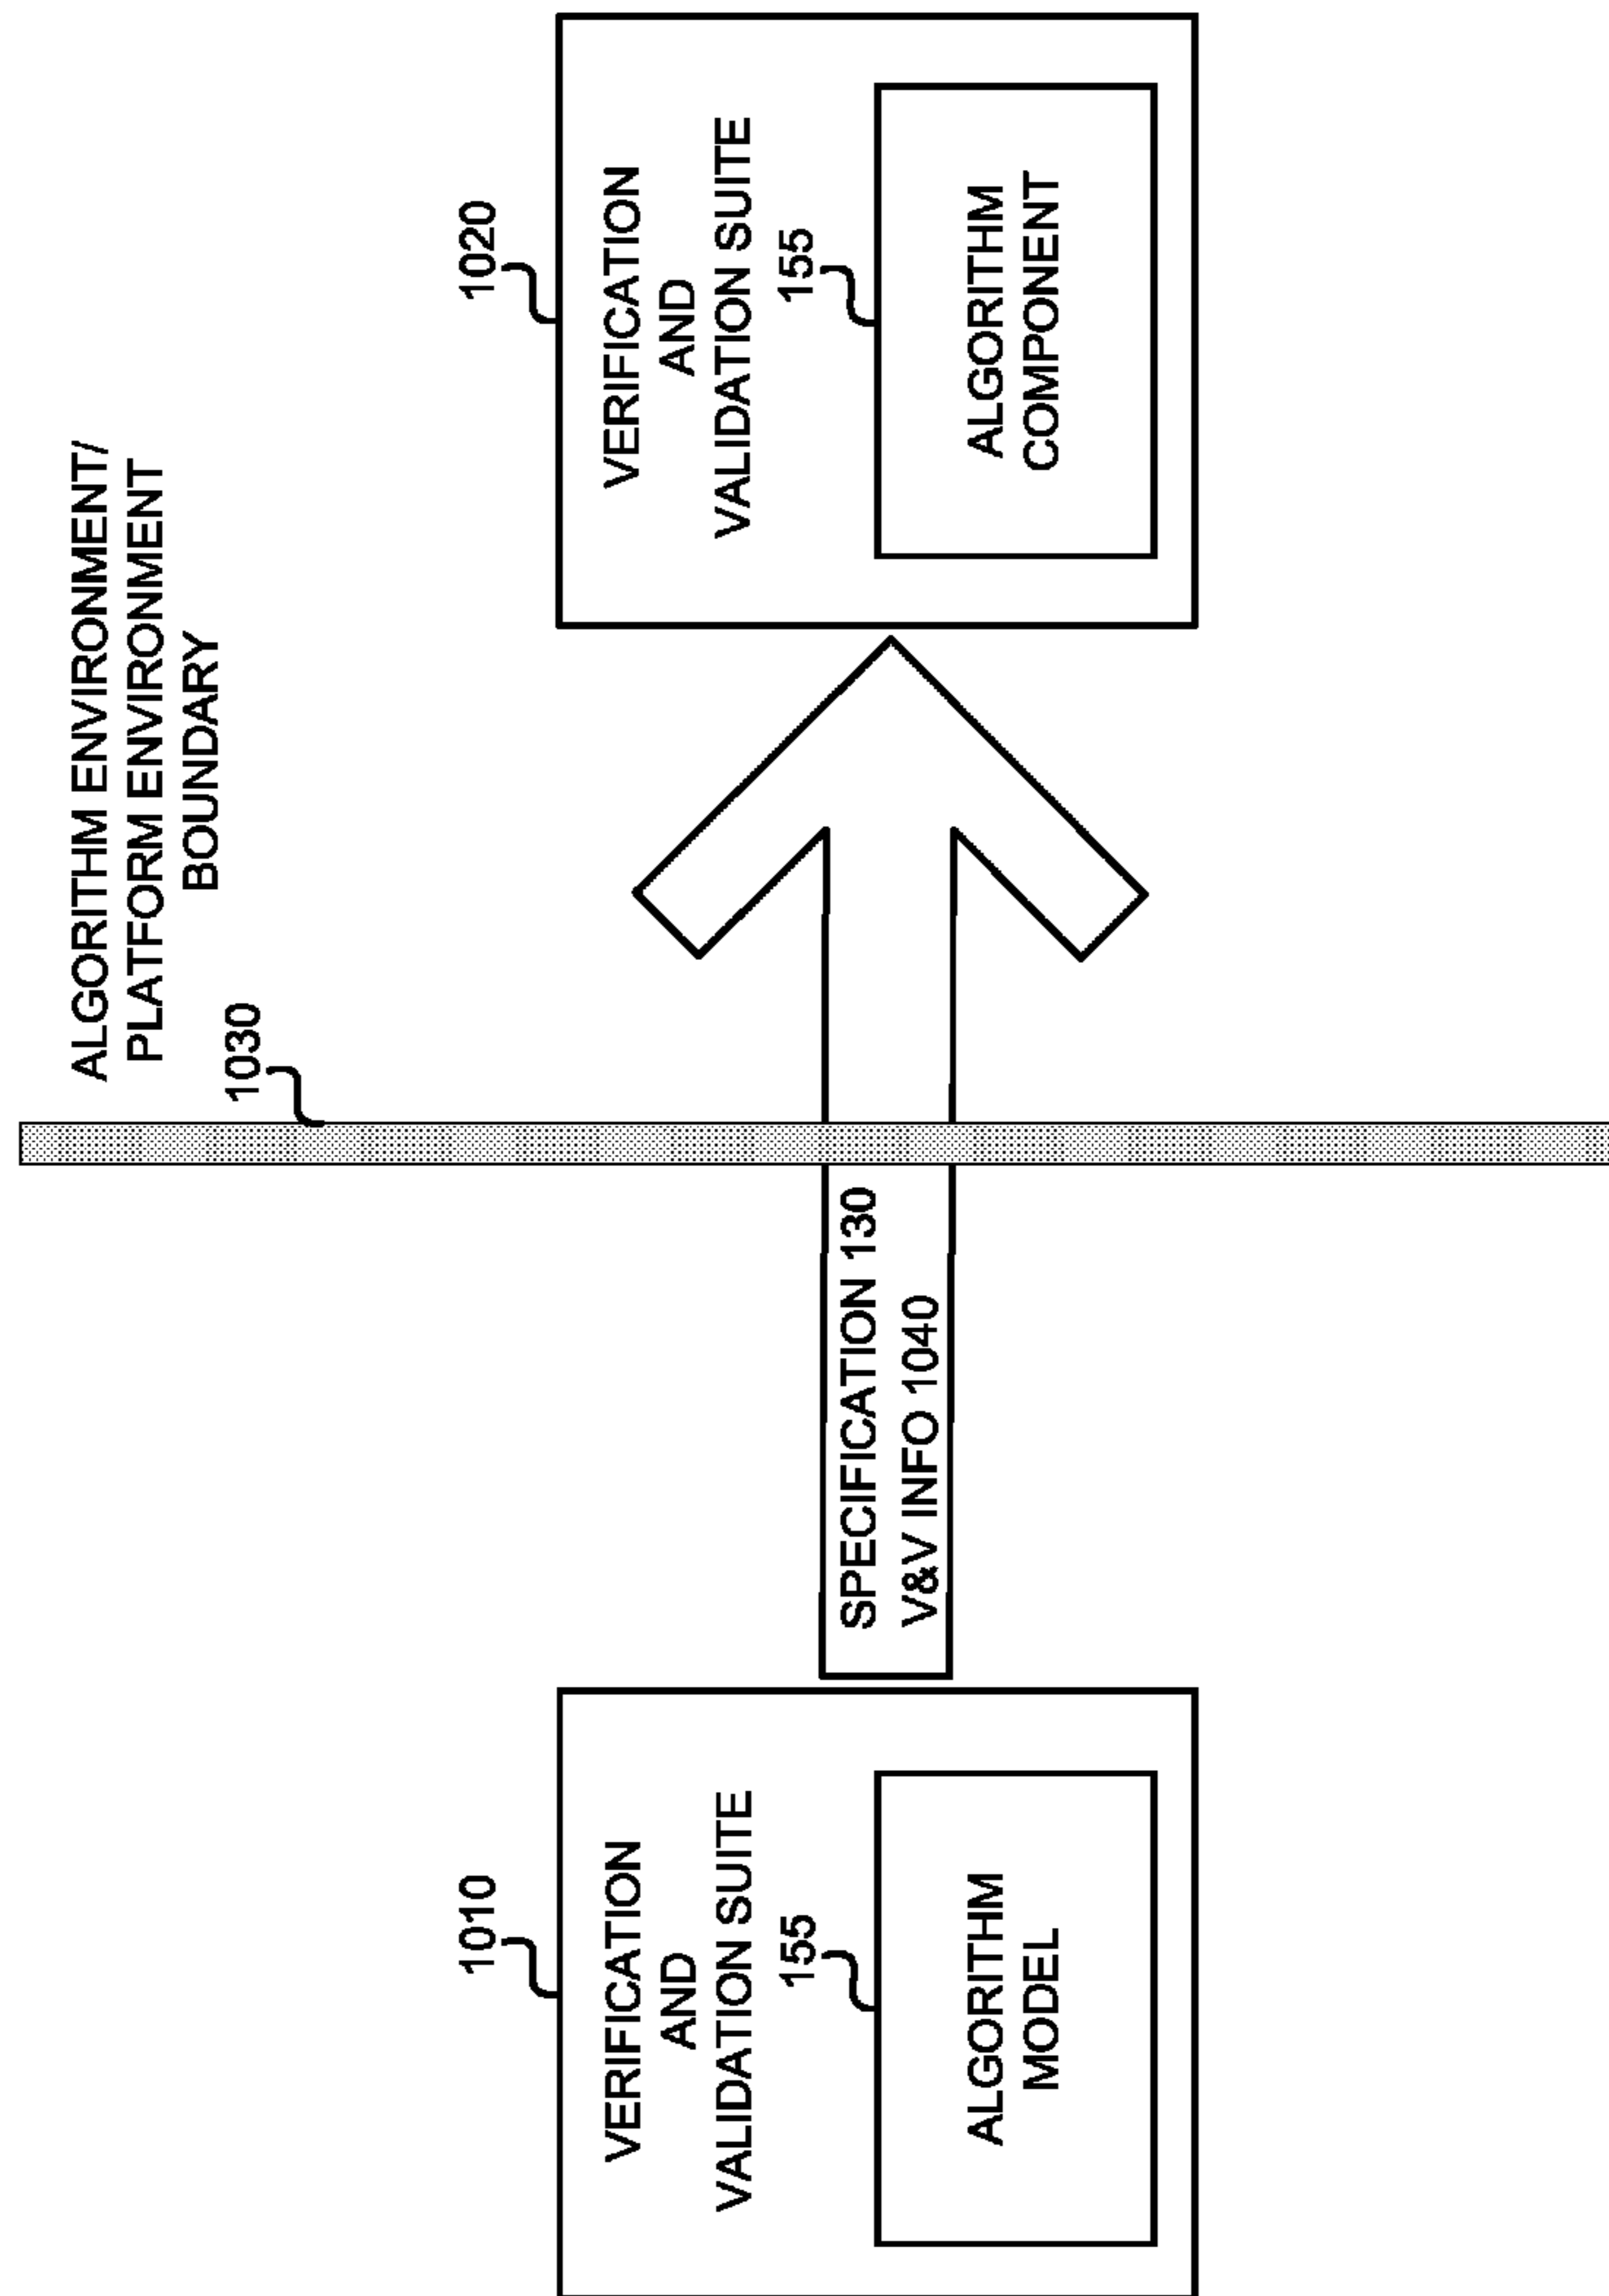 ALGORITHM ENVIRONMENT/
PLATFORM ENVIRONMENT
BOUNDARY
1030
1010
VERIFICATION
AND
VALIDATION SUITE
155
ALGORITHM
MODEL
SPECIFICATION 130
V&V INFO 1040
1020
VERIFICATION
AND
VALIDATION SUITE
155
ALGORITHM
COMPONENT